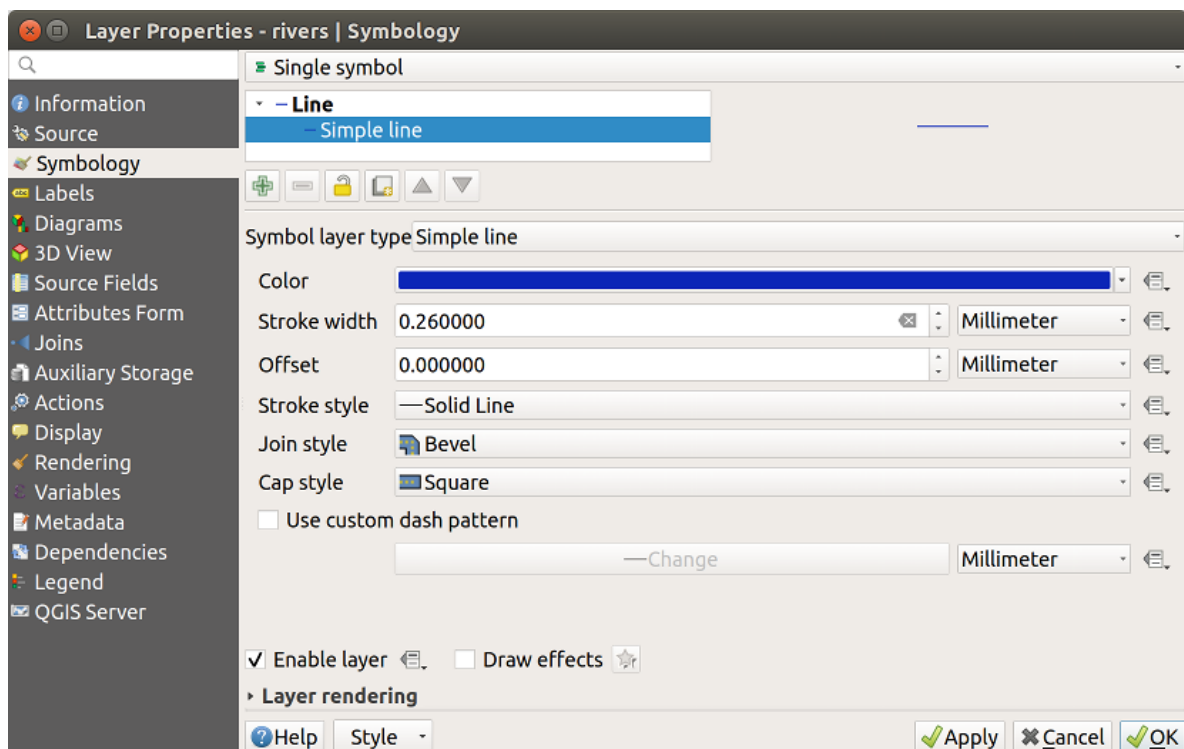 Layer Properties - rivers | Symbology
Information
Source
Symbology
Labels
Diagrams
3D View
Source Fields
Attributes Form
Joins
Auxiliary Storage
Actions
Display
Rendering
Variables
Metadata
Dependencies
Legend
QGIS Server
Single symbol
Line
Simple line
Symbol layer type Simple line
Color
Stroke width 0.260000 Millimeter
Offset 0.000000 Millimeter
Stroke style Solid Line
Join style Bevel
Cap style Square
Use custom dash pattern
Change Millimeter
Enable layer Draw effects
Layer rendering
Help Style Apply Cancel OK